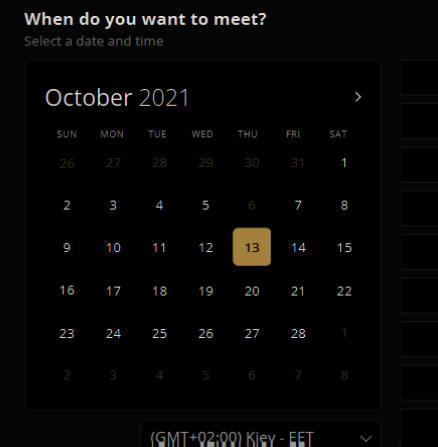 When do you want to meet?
Select a date and time
October 2021
SUN MON TUE WED THU FRI SAT
26 27 28 29 30 31 1
2 3 4 5 6 7 8
9 10 11 12 13 14 15
16 17 18 19 20 21 22
23 24 25 26 27 28 1
2 3 4 5 6 7 8
(GMT+02:00) Kiev - EET